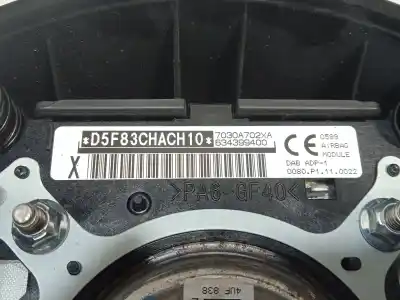 *D5F83CHACH10*
7030A702XA
634399400
X
CE 0589
AIRBAG
MODULE
DAB ADP-1
0080.P1.11.0022
>PA6-GF40<
4UF 838